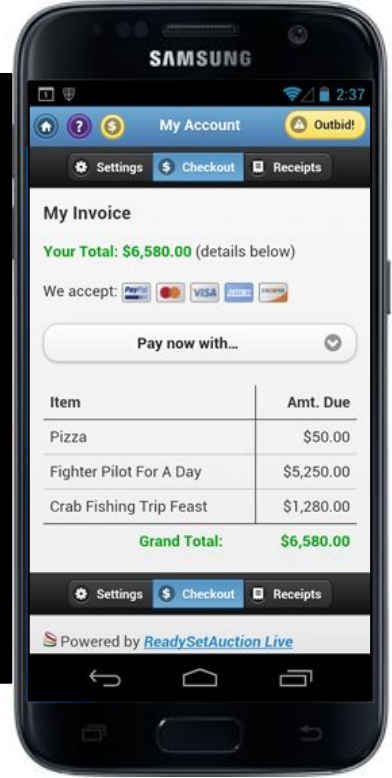 SAMSUNG
2:37
My Account
Outbid!
Settings
Checkout
Receipts
My Invoice
Your Total: $6,580.00 (details below)
We accept: PayPal VISA
Pay now with...
Item Amt. Due
Pizza $50.00
Fighter Pilot For A Day $5,250.00
Crab Fishing Trip Feast $1,280.00
Grand Total: $6,580.00
Settings
Checkout
Receipts
Powered by ReadySetAuction Live